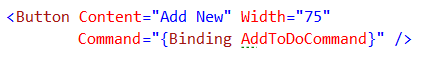 <Button Content="Add New" Width="75"
Command="{Binding AddToDoCommand}" />